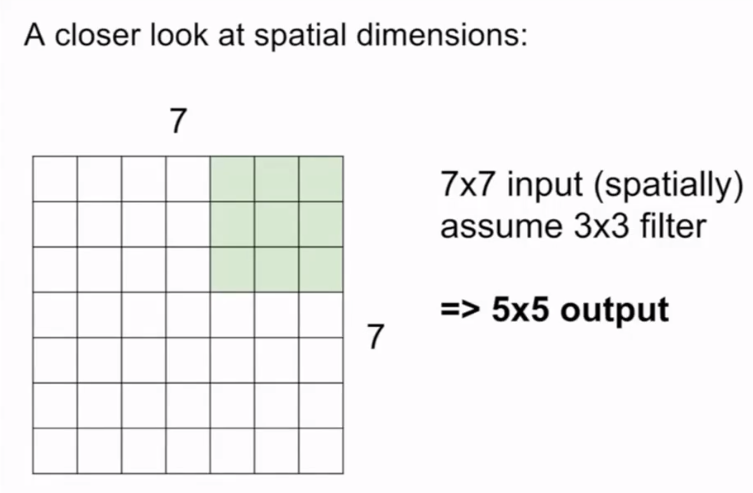 A closer look at spatial dimensions:
7
7x7 input (spatially)
assume 3x3 filter
=> 5x5 output
7